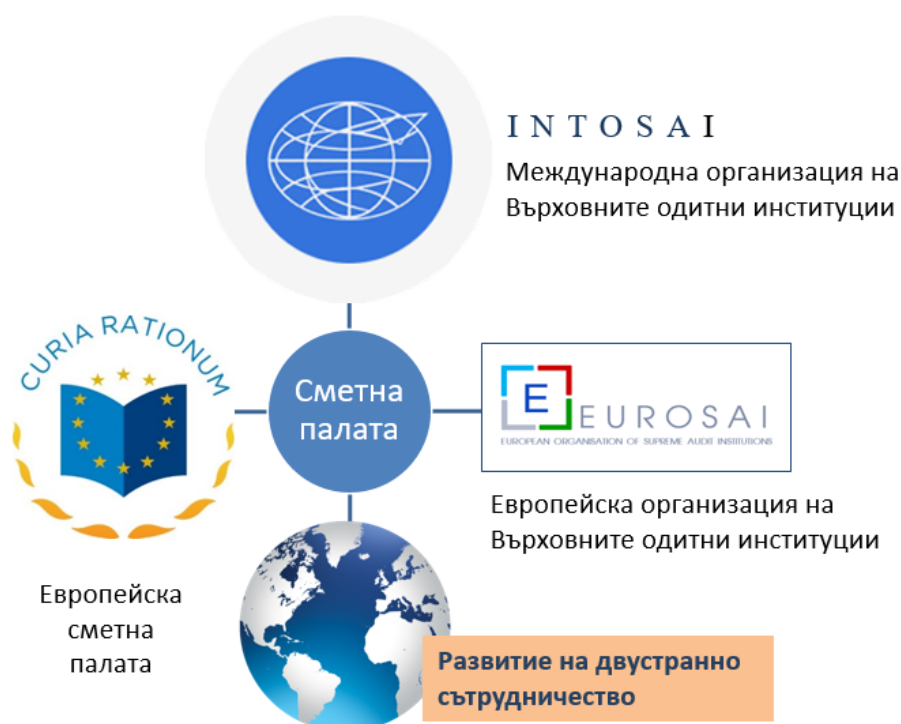 INTOSAI
Международна организация на
Върховните одитни институции
CURIA RATIONUM
Сметна
палата
E
EUROSAI
EUROPEAN ORGANISATION OF SUPREME AUDIT INSTITUTIONS
Европейска организация на
Върховните одитни институции
Европейска
сметна
палата
Развитие на двустранно
сътрудничество